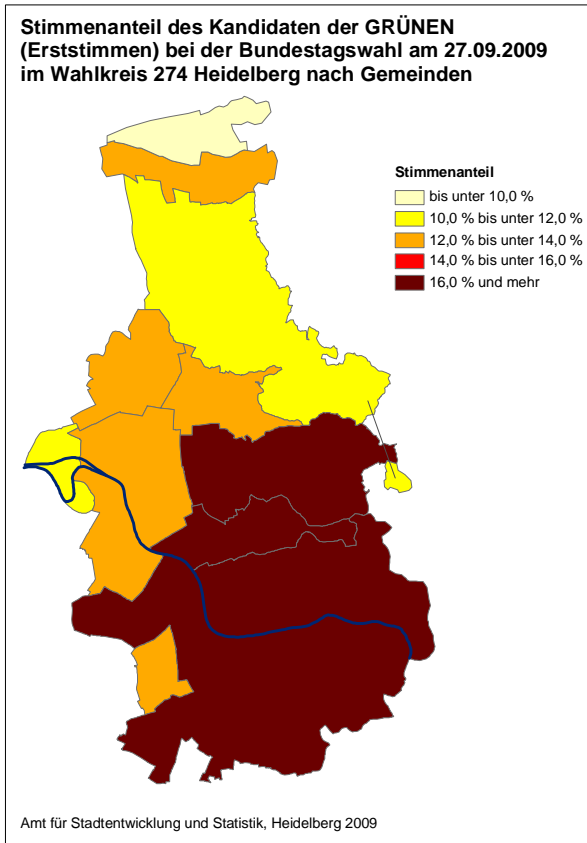 Stimmenanteil des Kandidaten der GRÜNEN
(Erststimmen) bei der Bundestagswahl am 27.09.2009
im Wahlkreis 274 Heidelberg nach Gemeinden
Stimmenanteil
bis unter 10,0 %
10,0 % bis unter 12,0 %
12,0 % bis unter 14,0 %
14,0 % bis unter 16,0 %
16,0 % und mehr
Amt für Stadtentwicklung und Statistik, Heidelberg 2009